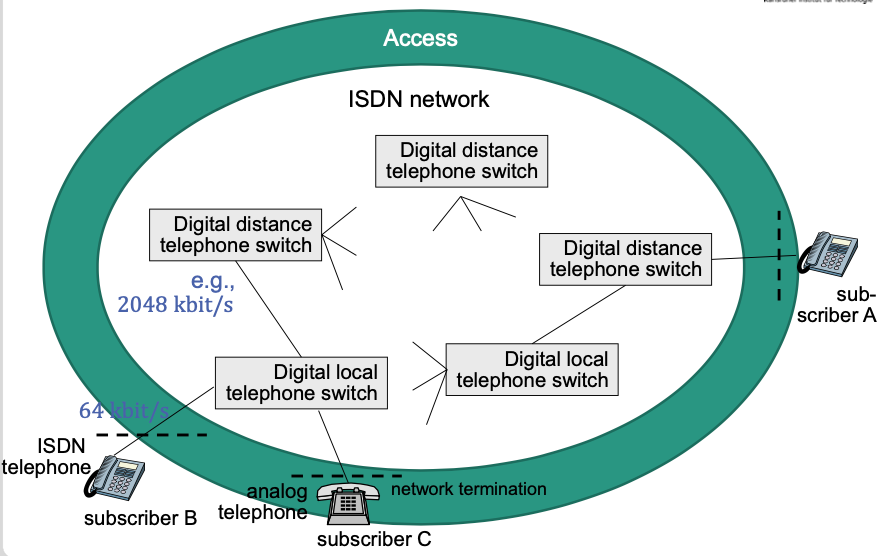 Access
ISDN network
Digital distance
telephone switch
Digital distance
telephone switch
Digital distance
telephone switch
e.g.,
2048 kbit/s
sub-
scriber A
Digital local
telephone switch
Digital local
telephone switch
64 kbit/s
ISDN
telephone
subscriber B
analog
telephone
network termination
subscriber C